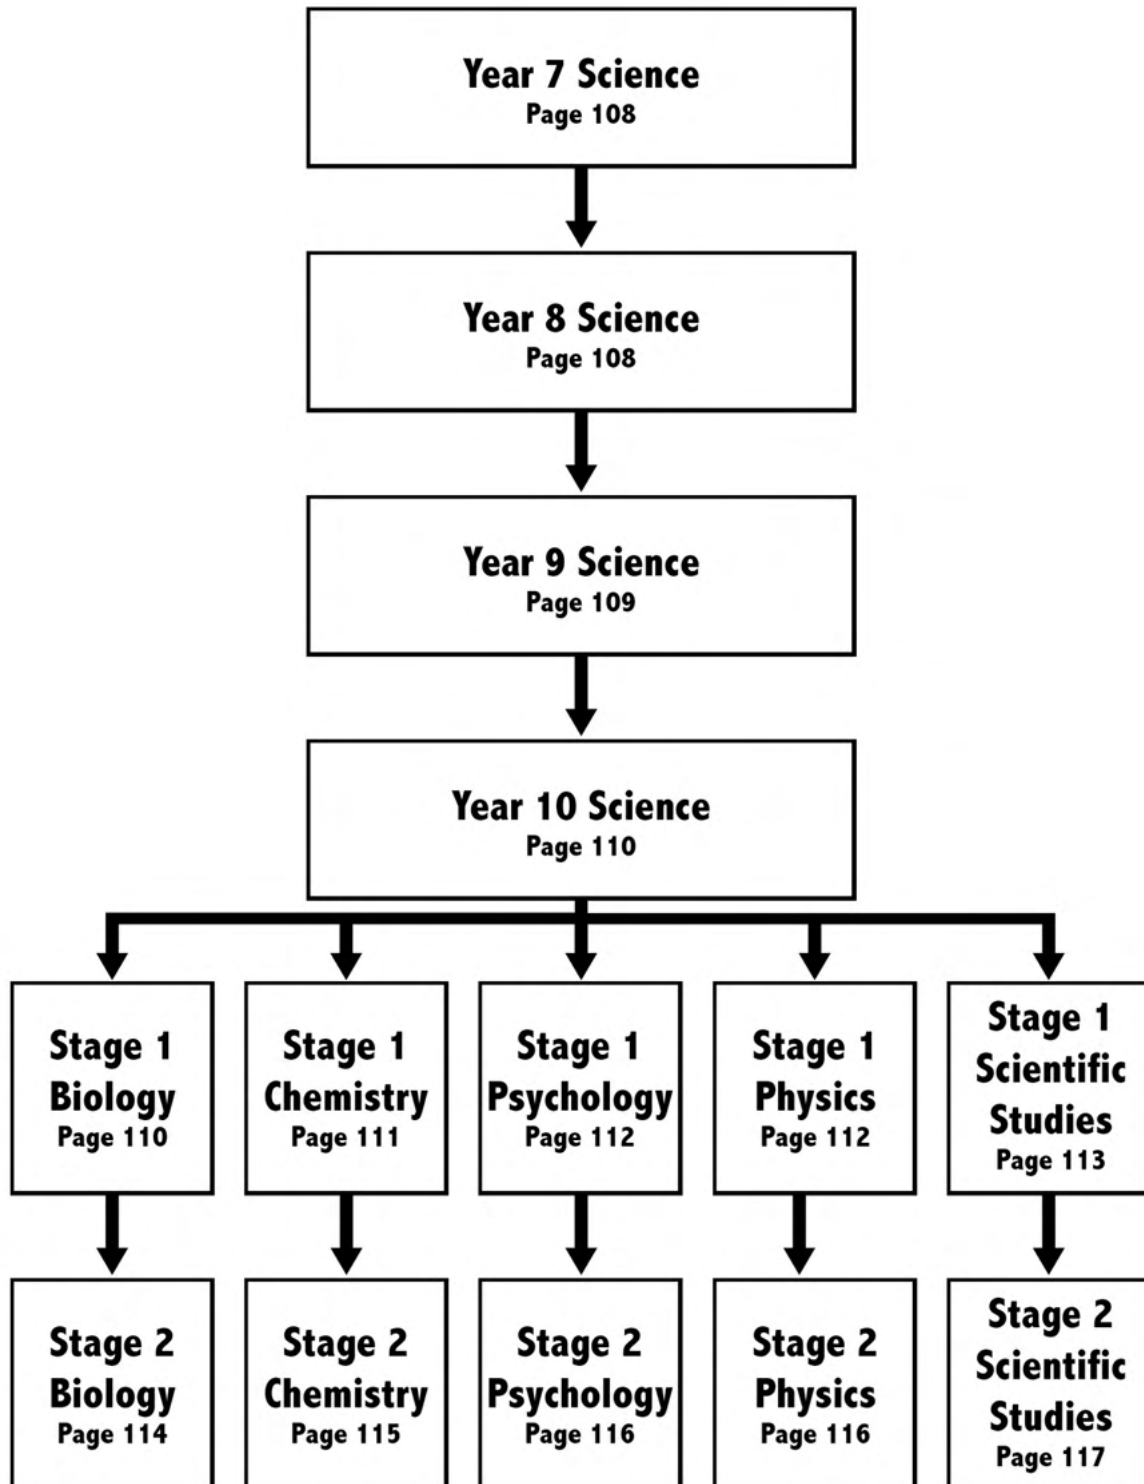 Year 7 Science
Page 108
Year 8 Science
Page 108
Year 9 Science
Page 109
Year 10 Science
Page 110
Stage 1
Biology
Page 110
Stage 1
Chemistry
Page 111
Stage 1
Psychology
Page 112
Stage 1
Physics
Page 112
Stage 1
Scientific
Studies
Page 113
Stage 2
Biology
Page 114
Stage 2
Chemistry
Page 115
Stage 2
Psychology
Page 116
Stage 2
Physics
Page 116
Stage 2
Scientific
Studies
Page 117